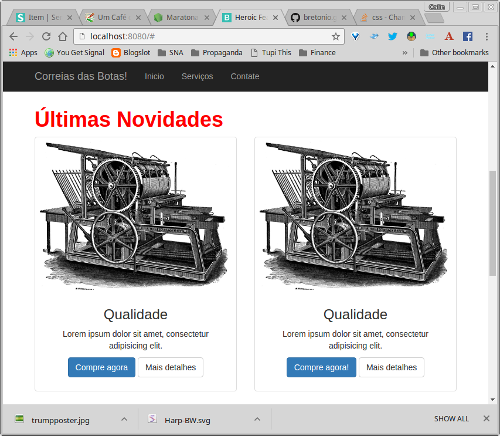 Colin
Item | Se
Um Café
Maratona
Heroic Fe
bretonio
css - Chan
localhost:8080/#
Apps
You Get Signal
Blogslot
SNA
Propaganda
Tupi This
Finance
»
Other bookmarks
Correias das Botas!
Inicio
Serviços
Contate
Últimas Novidades
Qualidade
Lorem ipsum dolor sit amet, consectetur
adipisicing elit.
Compre agora
Mais detalhes
Qualidade
Lorem ipsum dolor sit amet, consectetur
adipisicing elit.
Compre agora!
Mais detalhes
trumpposter.jpg
Harp-BW.svg
SHOW ALL